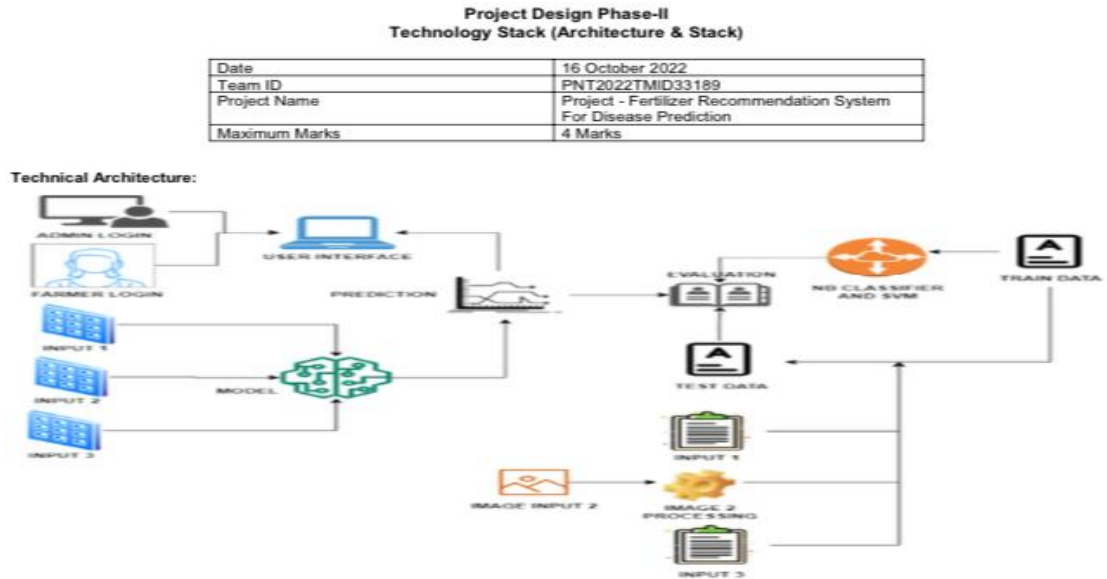 Project Design Phase-II
Technology Stack (Architecture & Stack)
Date 16 October 2022
Team ID PNT2022TMID33189
Project Name Project - Fertilizer Recommendation System
For Disease Prediction
Maximum Marks 4 Marks
Technical Architecture:
ADMIN LOGIN
USER INTERFACE
FARMER LOGIN
PREDICTION
EVALUATION
NB CLASSIFIER
AND SVM
A
TRAIN DATA
INPUT 1
INPUT 2
MODEL
INPUT 3
A
TEST DATA
INPUT 1
IMAGE INPUT 2
IMAGE 2
PROCESSING
INPUT 3